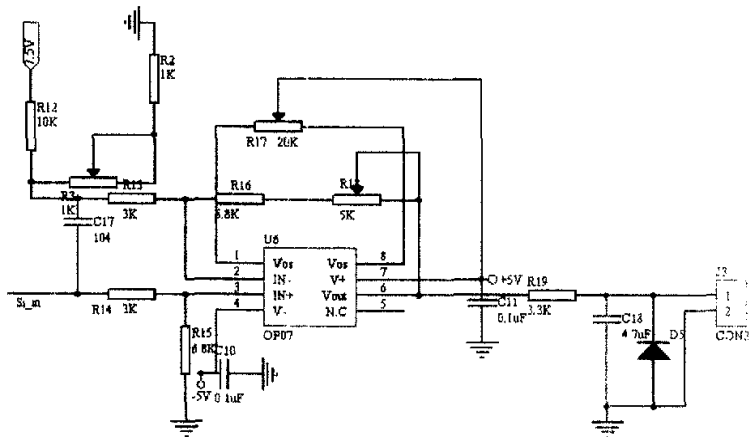 7.5V
R2
1K
R12
10K
R17
20K
R13
3K
R3
1K
R16
6.8K
5K
C17
104
U6
1
2
3
4
Vos
IN-
IN+
V-
Vos
V+
Vout
N.C
8
7
6
5
OP07
+5V
C11
0.1uF
R19
3.3K
Si_in
R14
3K
R15
6.8K
C10
0.1uF
-5V
C18
4.7uF
D5
J3
1
2
CON3